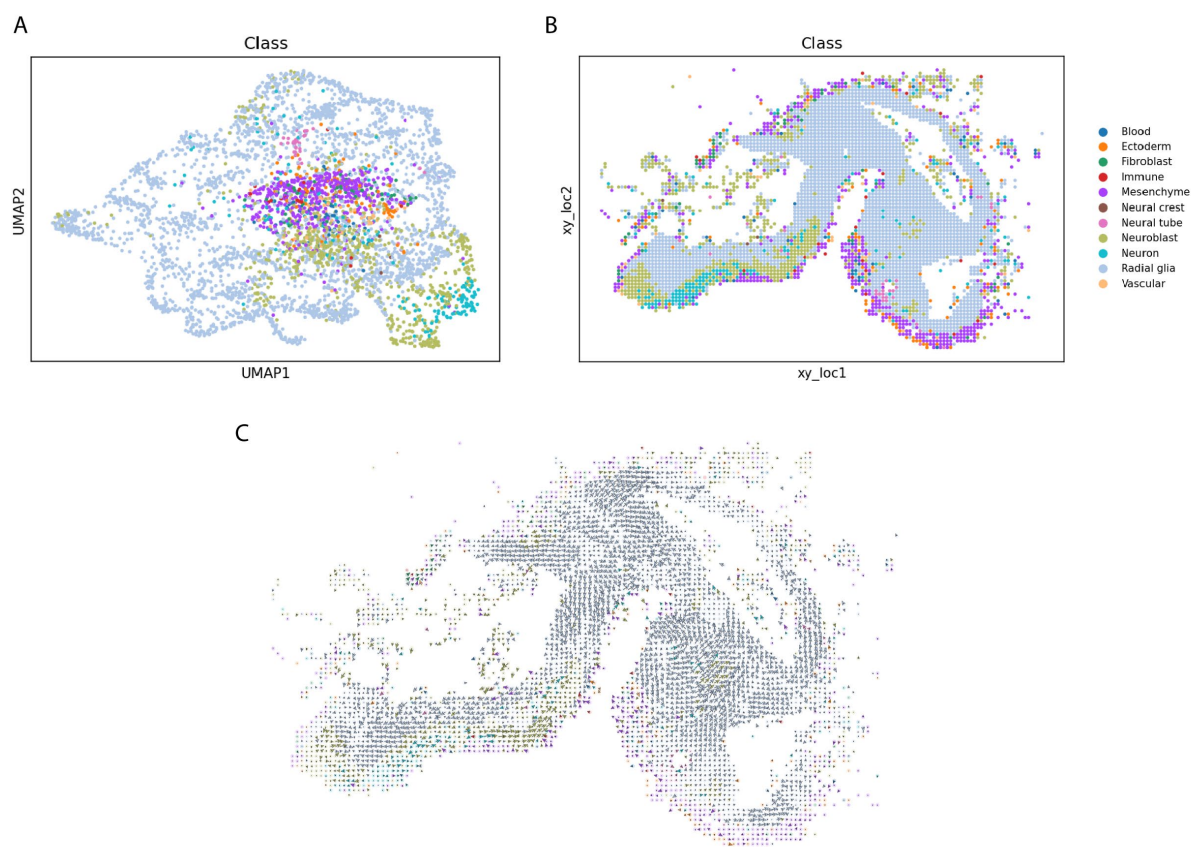 A
B
Class
Class
UMAP2
UMAP1
xy_loc2
xy_loc1
Blood
Ectoderm
Fibroblast
Immune
Mesenchyme
Neural crest
Neural tube
Neuroblast
Neuron
Radial glia
Vascular
C